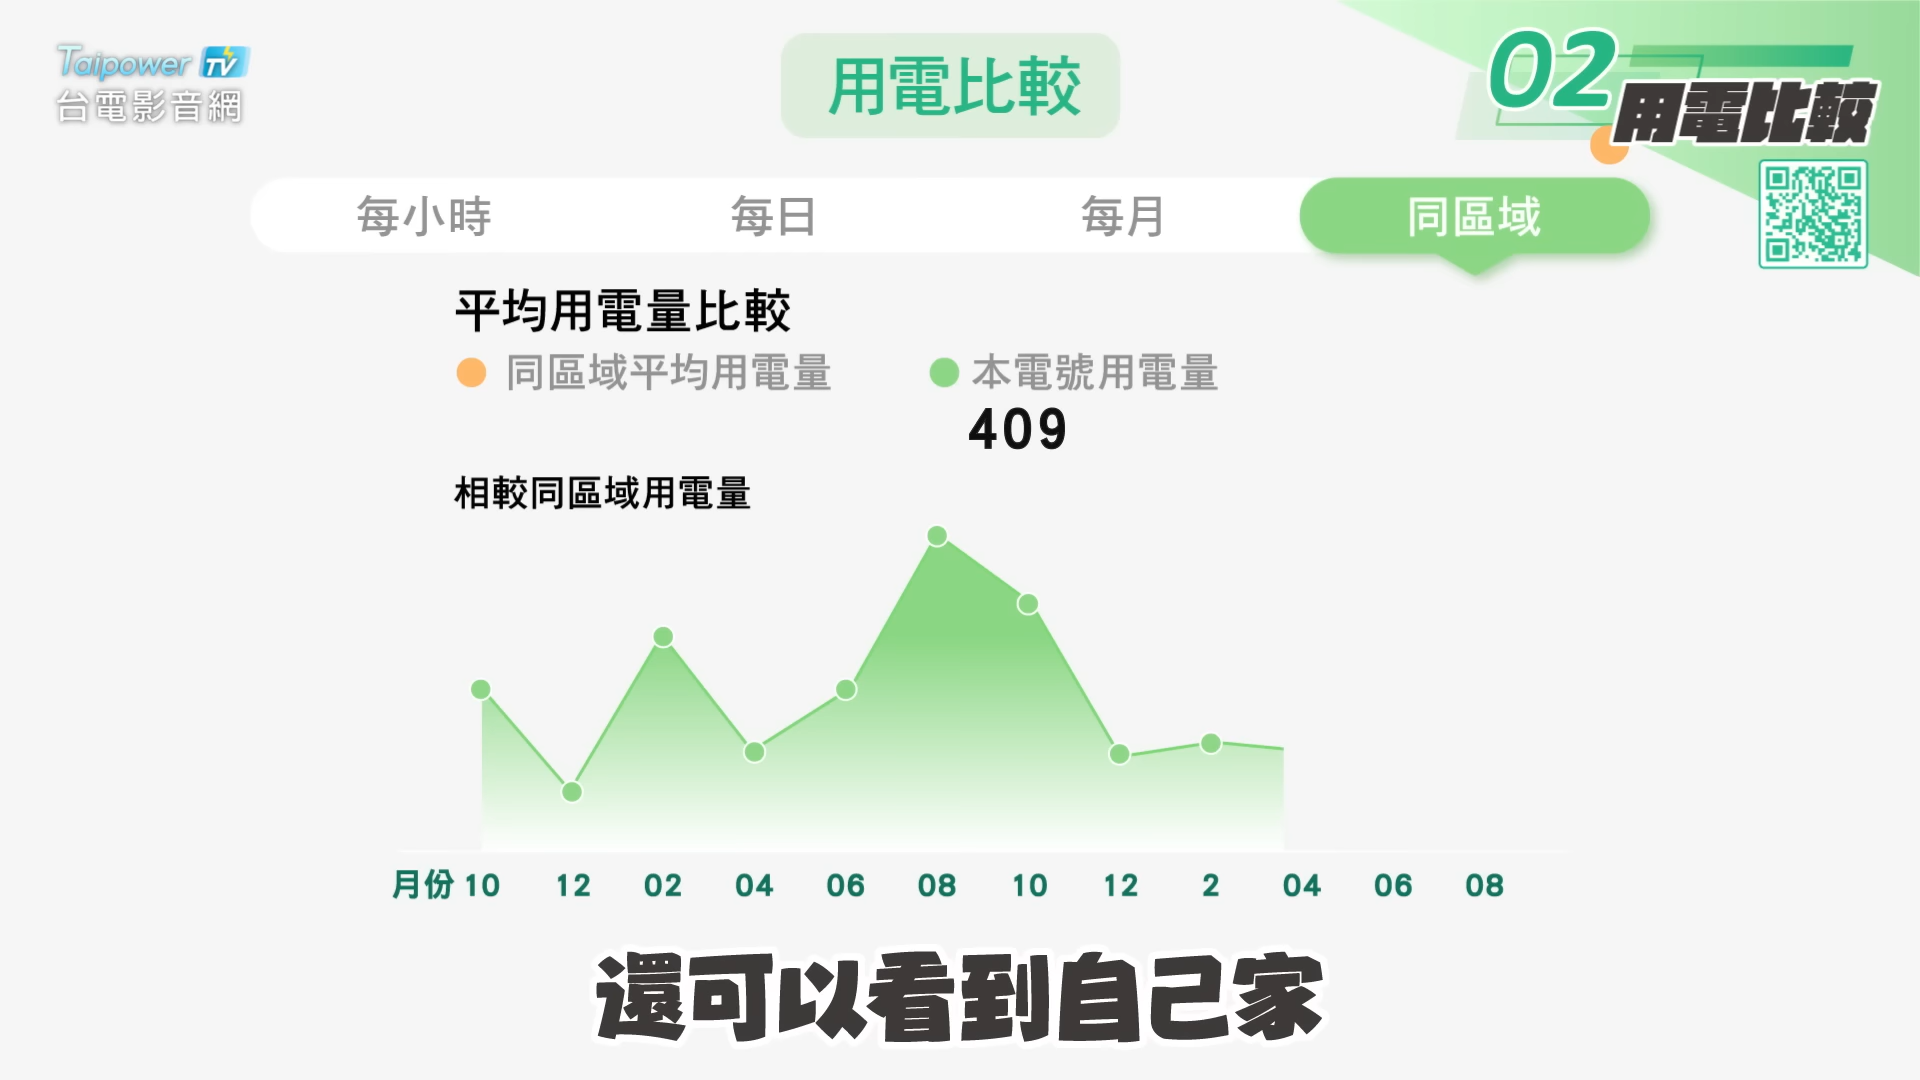 Taipower TV
台電影音網
用電比較
02
用電比較
每小時 每日 每月 同區域
平均用電量比較
同區域平均用電量 本電號用電量
409
相較同區域用電量
月份 10 12 02 04 06 08 10 12 2 04 06 08
還可以看到自己家